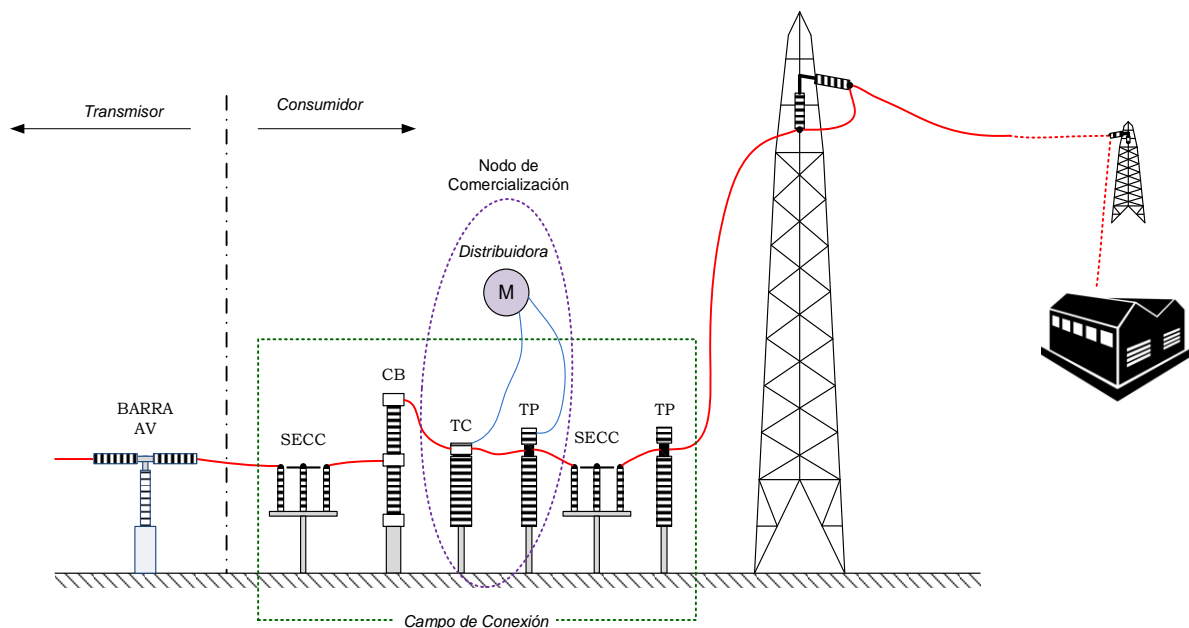 Transmisor
Consumidor
Nodo de
Comercialización
Distribuidora
M
CB
BARRA
AV
SECC
TC
TP
SECC
TP
Campo de Conexión